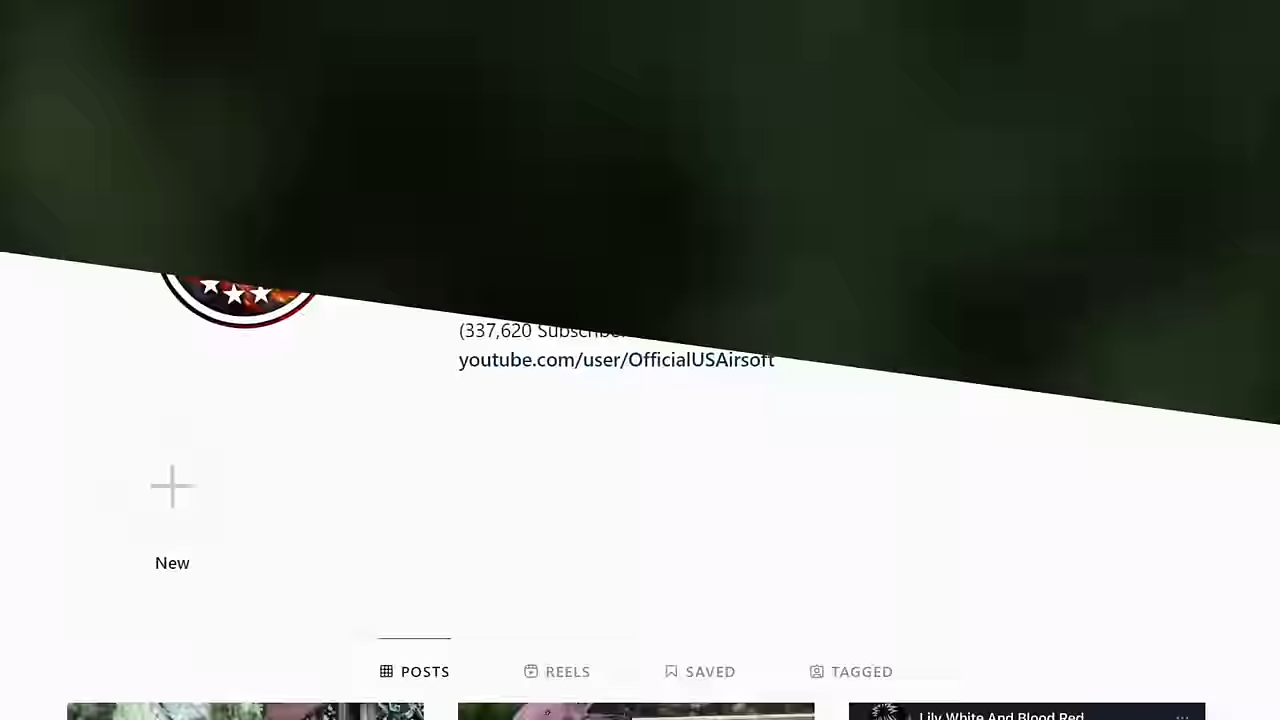 (337,620
youtube.com/user/OfficialUSAirsoft
New
POSTS
REELS
SAVED
TAGGED
Lily White And Blood Red